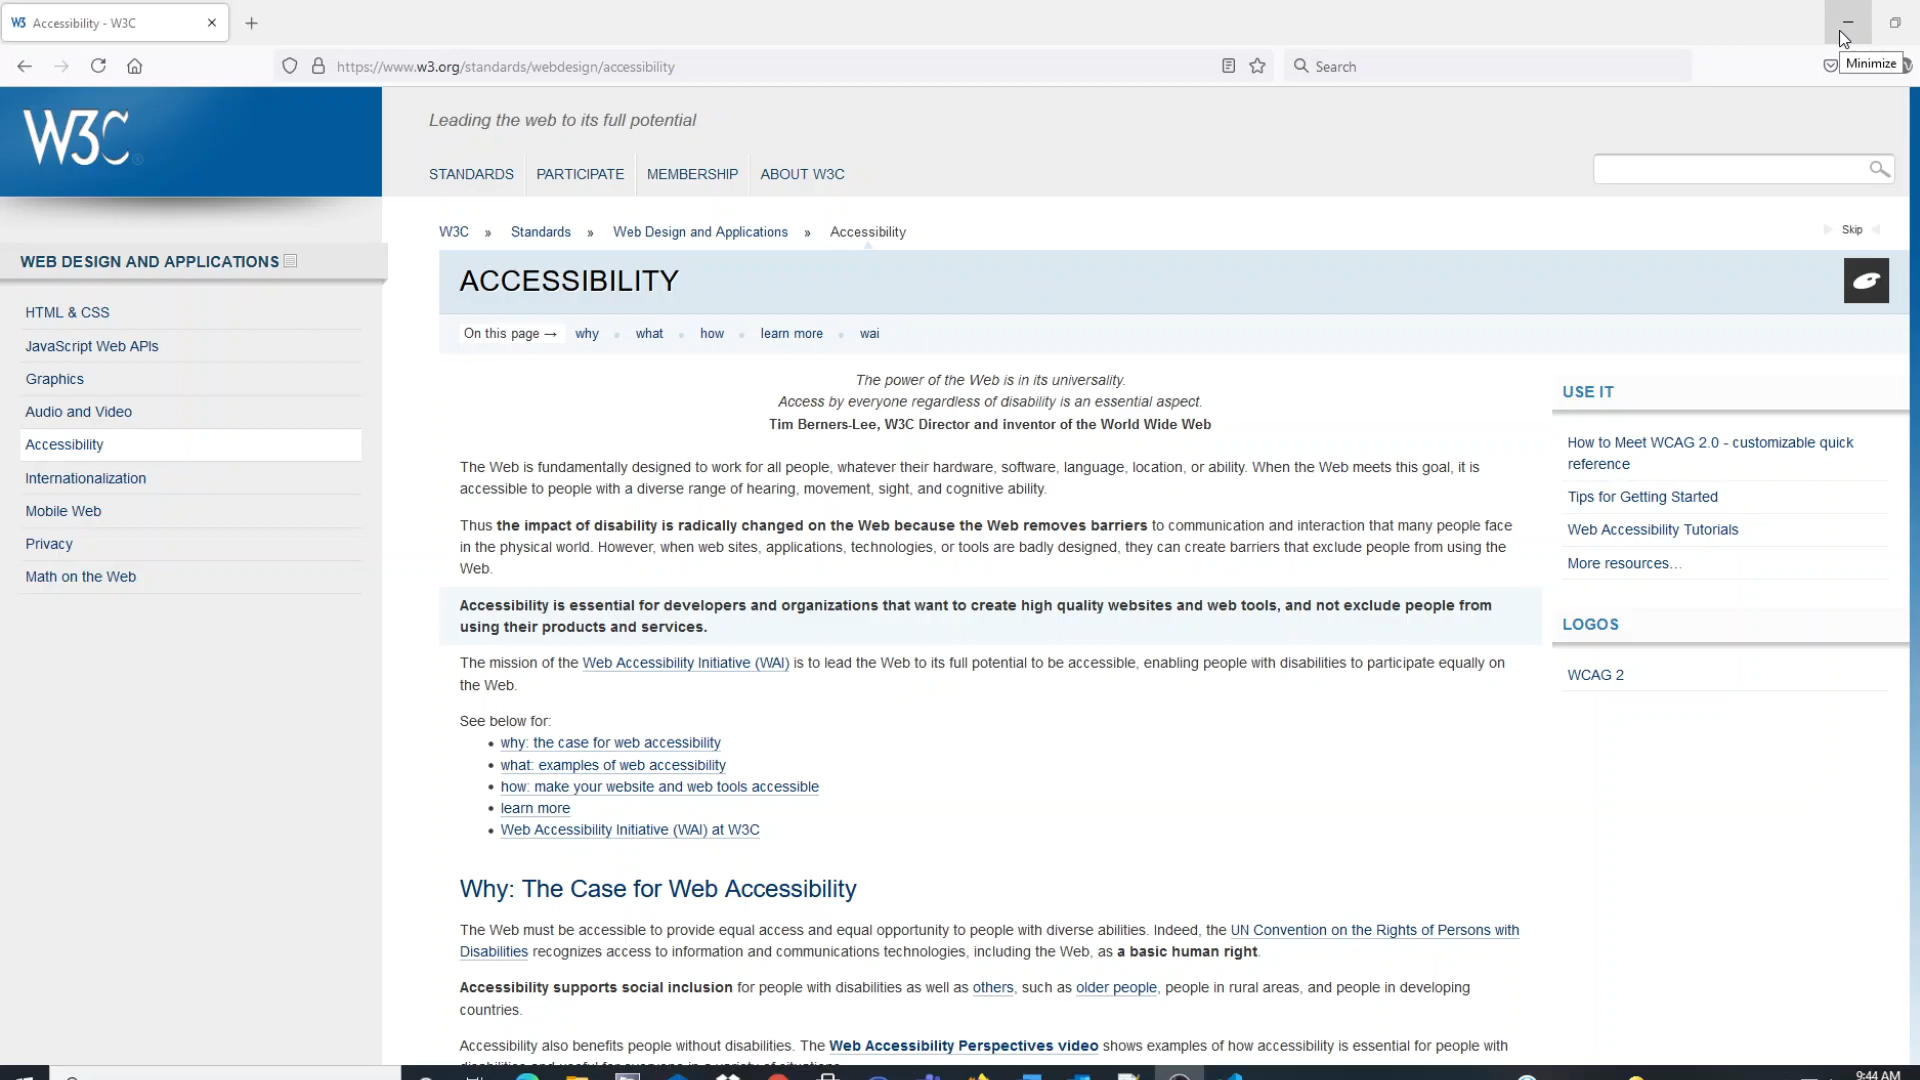 Accessibility - W3C
https://www.w3.org/standards/webdesign/accessibility
Search
Minimize
W3C
Leading the web to its full potential
STANDARDS PARTICIPATE MEMBERSHIP ABOUT W3C
W3C » Standards » Web Design and Applications » Accessibility
Skip
WEB DESIGN AND APPLICATIONS
HTML & CSS
JavaScript Web APIs
Graphics
Audio and Video
Accessibility
Internationalization
Mobile Web
Privacy
Math on the Web
ACCESSIBILITY
On this page → why • what • how • learn more • wai
The power of the Web is in its universality.
Access by everyone regardless of disability is an essential aspect.
Tim Berners-Lee, W3C Director and inventor of the World Wide Web
The Web is fundamentally designed to work for all people, whatever their hardware, software, language, location, or ability. When the Web meets this goal, it is
accessible to people with a diverse range of hearing, movement, sight, and cognitive ability.
Thus the impact of disability is radically changed on the Web because the Web removes barriers to communication and interaction that many people face
in the physical world. However, when web sites, applications, technologies, or tools are badly designed, they can create barriers that exclude people from using the
Web.
Accessibility is essential for developers and organizations that want to create high quality websites and web tools, and not exclude people from
using their products and services.
The mission of the Web Accessibility Initiative (WAI) is to lead the Web to its full potential to be accessible, enabling people with disabilities to participate equally on
the Web.
See below for:
• why: the case for web accessibility
• what: examples of web accessibility
• how: make your website and web tools accessible
• learn more
• Web Accessibility Initiative (WAI) at W3C
Why: The Case for Web Accessibility
The Web must be accessible to provide equal access and equal opportunity to people with diverse abilities. Indeed, the UN Convention on the Rights of Persons with
Disabilities recognizes access to information and communications technologies, including the Web, as a basic human right.
Accessibility supports social inclusion for people with disabilities as well as others, such as older people, people in rural areas, and people in developing
countries.
Accessibility also benefits people without disabilities. The Web Accessibility Perspectives video shows examples of how accessibility is essential for people with
USE IT
How to Meet WCAG 2.0 - customizable quick
reference
Tips for Getting Started
Web Accessibility Tutorials
More resources…
LOGOS
WCAG 2
9:44 AM